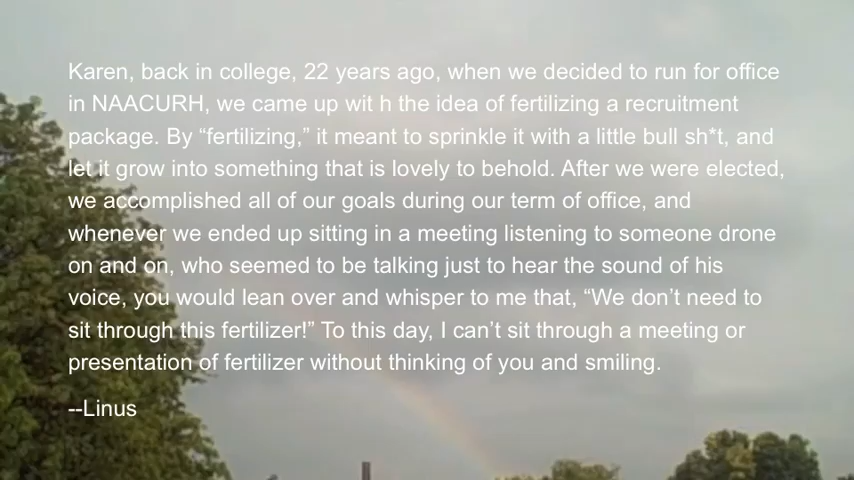 Karen, back in college, 22 years ago, when we decided to run for office
in NAACURH, we came up wit h the idea of fertilizing a recruitment
package. By “fertilizing,” it meant to sprinkle it with a little bull sh*t, and
let it grow into something that is lovely to behold. After we were elected,
we accomplished all of our goals during our term of office, and
whenever we ended up sitting in a meeting listening to someone drone
on and on, who seemed to be talking just to hear the sound of his
voice, you would lean over and whisper to me that, “We don’t need to
sit through this fertilizer!” To this day, I can’t sit through a meeting or
presentation of fertilizer without thinking of you and smiling.
--Linus